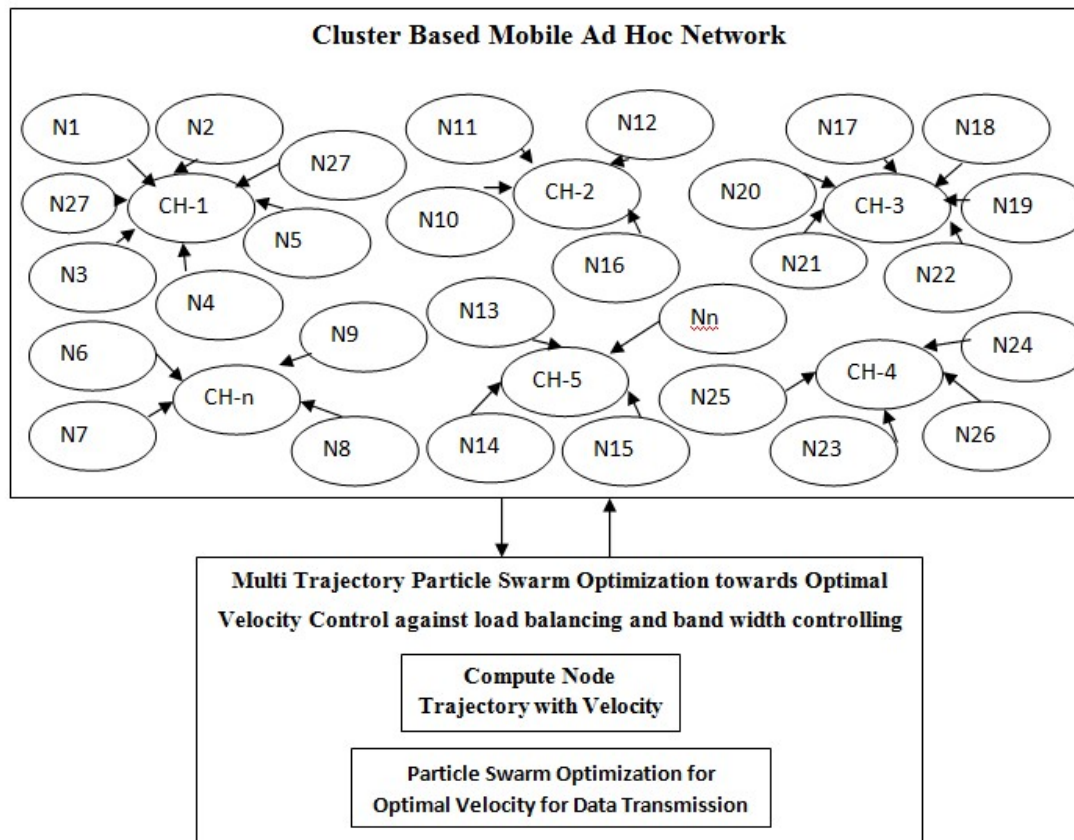 Cluster Based Mobile Ad Hoc Network
N1
N2
N27
N27
CH-1
N5
N3
N4
N11
N12
N10
CH-2
N16
N17
N18
N20
CH-3
N19
N21
N22
N6
N9
CH-n
N7
N8
N13
Nn
CH-5
N14
N15
N24
CH-4
N25
N23
N26
Multi Trajectory Particle Swarm Optimization towards Optimal
Velocity Control against load balancing and band width controlling
Compute Node
Trajectory with Velocity
Particle Swarm Optimization for
Optimal Velocity for Data Transmission